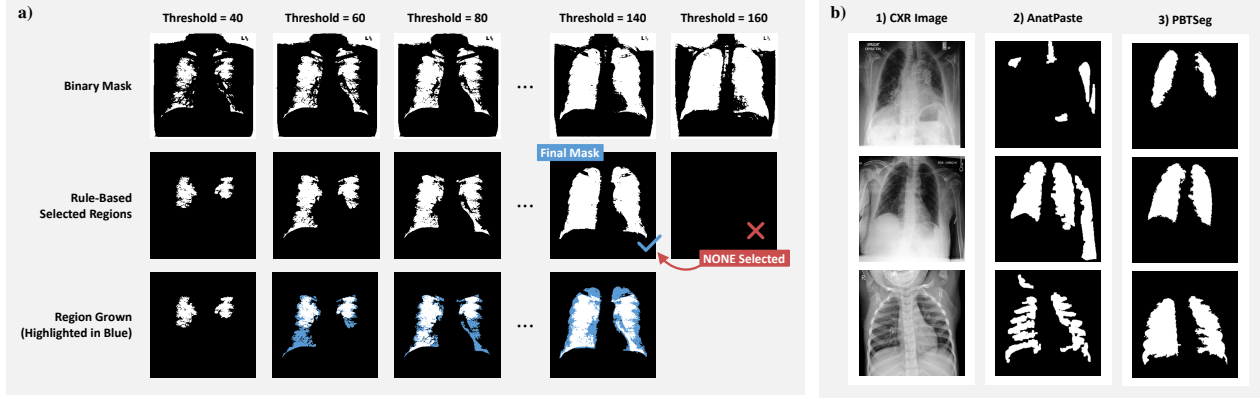 a)
Threshold = 40
Threshold = 60
Threshold = 80
Threshold = 140
Threshold = 160
Binary Mask
...
Final Mask
Rule-Based
Selected Regions
...
NONE Selected
Region Grown
(Highlighted in Blue)
...
b)
1) CXR Image
2) AnatPaste
3) PBTSeg